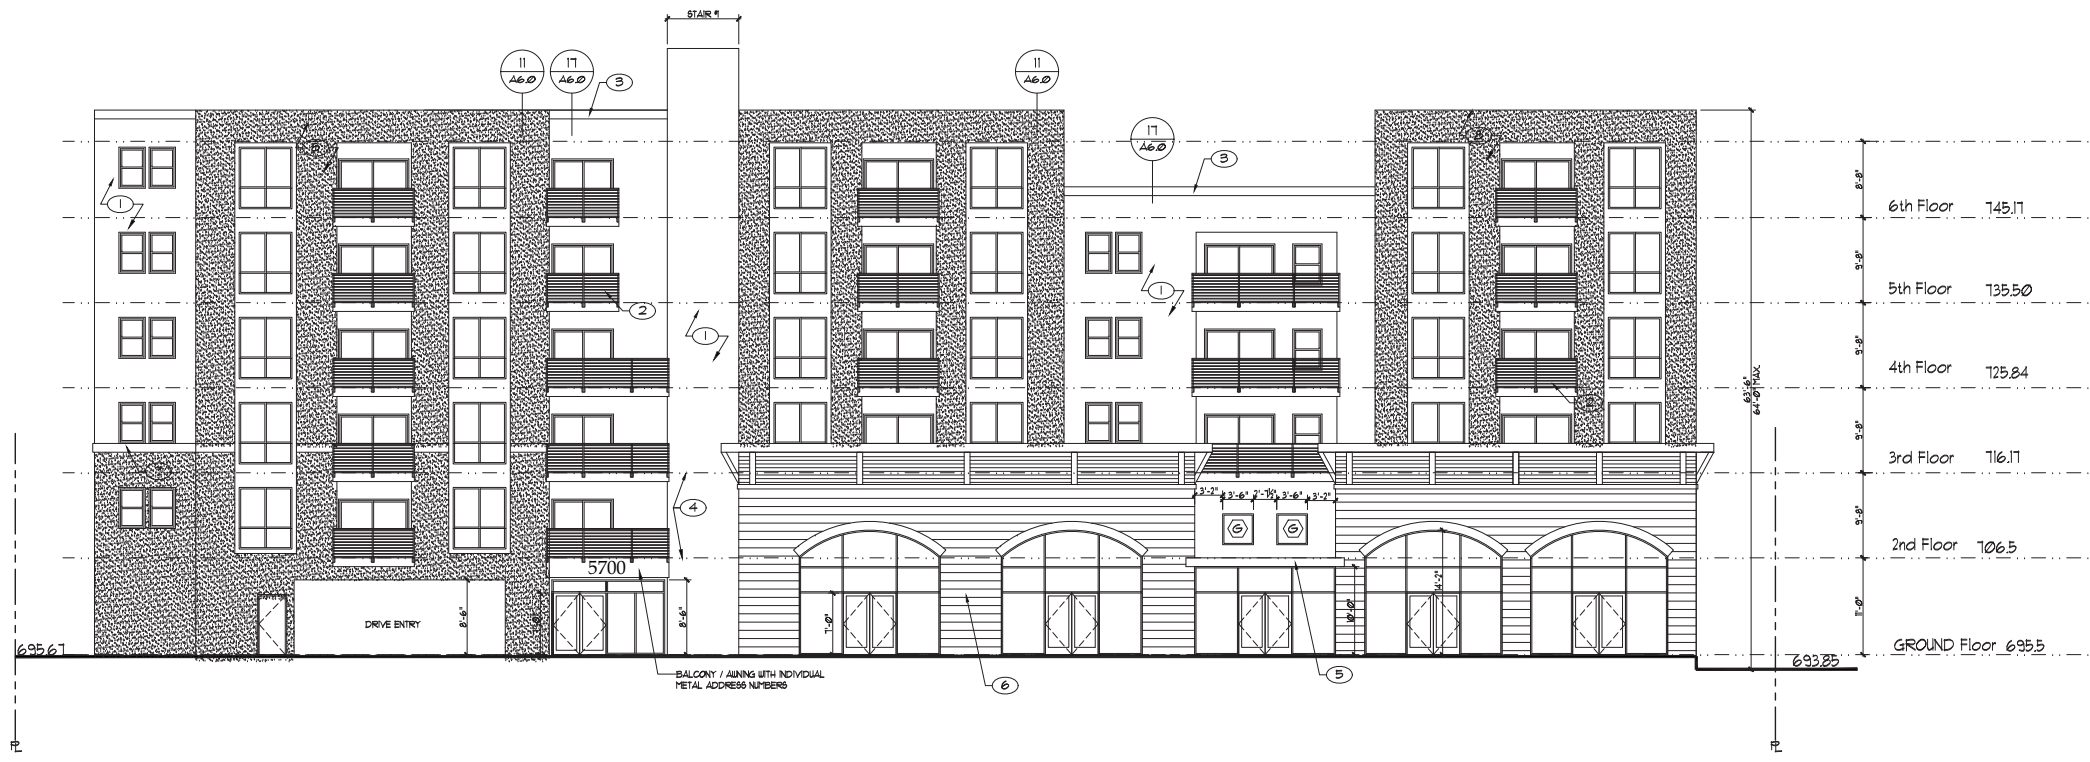 STAIR #1
11
A6.0
17
A6.0
3
11
A6.0
17
A6.0
3
1
2
1
1
4
5700
DRIVE ENTRY
8'-6"
8'-6"
7'-0"
3'-2"
3'-6"
2'-7½"
3'-6"
3'-2"
G
G
14'-2"
10'-0"
5
6
BALCONY / AWNING WITH INDIVIDUAL
METAL ADDRESS NUMBERS
63'-6"
64'-0" MAX.
8'-8"
6th Floor 745.17
9'-8"
5th Floor 735.50
9'-8"
4th Floor 725.84
9'-8"
3rd Floor 716.17
9'-8"
2nd Floor 706.5
11'-0"
GROUND Floor 695.5
695.67
693.85
PL
PL